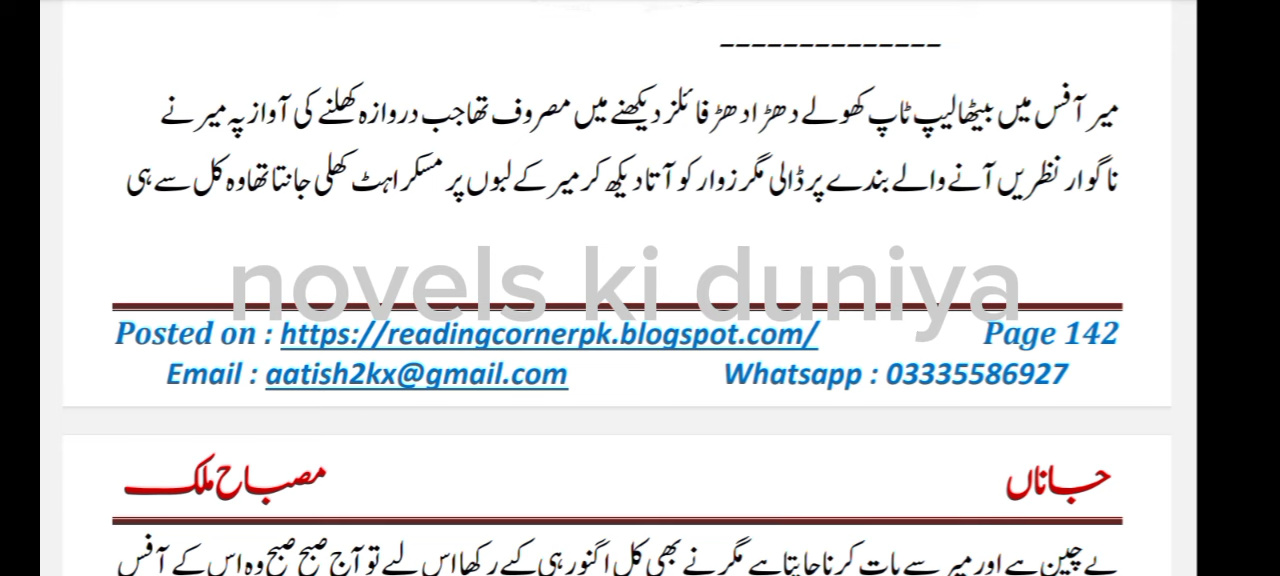 ---------------
میر آفس میں بیٹھا لیپ ٹاپ کھولے دھڑا دھڑ فائلز دیکھنے میں مصروف تھا جب دروازہ کھلنے کی آواز پہ میر نے
ناگوار نظریں آنے والے بندے پر ڈالی مگر زوار کو آتا دیکھ کر میر کے لبوں پر مسکراہٹ کھلی جانتا تھا وہ کل سے ہی
novels ki duniya
Posted on : https://readingcornerpk.blogspot.com/ Page 142
Email : aatish2kx@gmail.com Whatsapp : 03335586927
جاناں مصباح ملک
بے چین ہے اور میر سے بات کرنا چاہتا ہے مگر نے بھی کل اگنور ہی کیے رکھا اس لیے تو آج صبح صبح وہ اس کے آفس